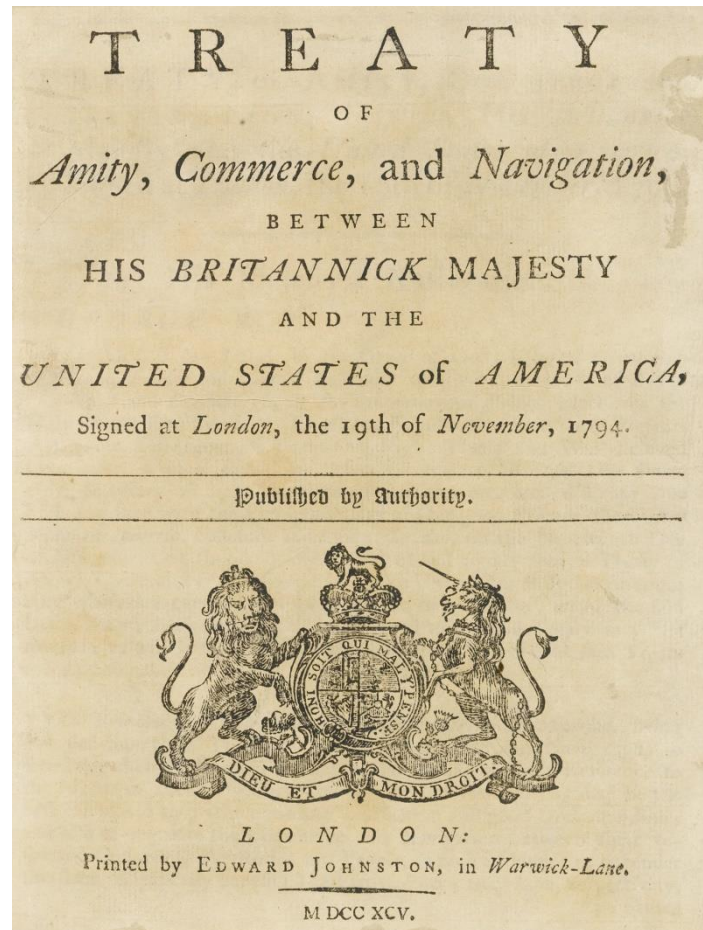 TREATY
OF
Amity, Commerce, and Navigation,
BETWEEN
HIS BRITANNICK MAJESTY
AND THE
UNITED STATES of AMERICA,
Signed at London, the 19th of November, 1794.
Publiſhed by Authority.
HONI SOIT QUI MAL Y PENSE
DIEU ET MON DROIT
LONDON:
Printed by EDWARD JOHNSTON, in Warwick-Lane.
M DCC XCV.